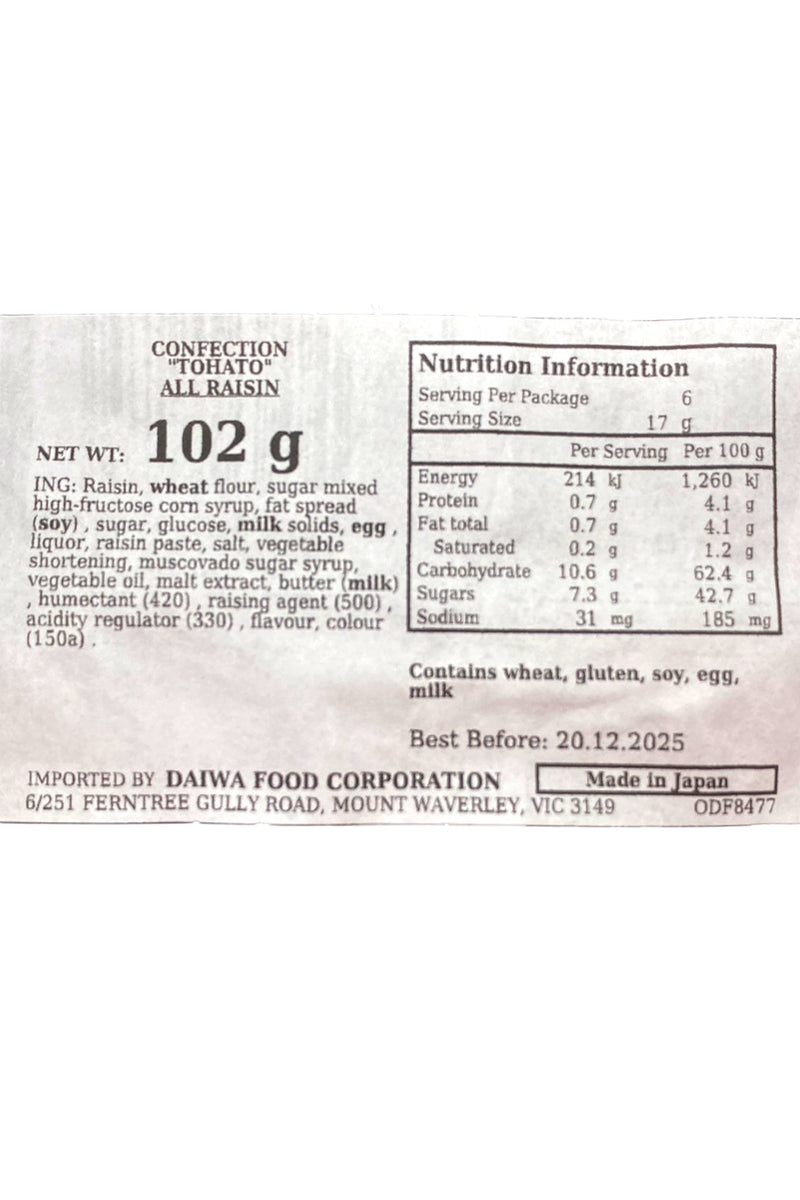 CONFECTION
"TOHATO"
ALL RAISIN
NET WT: 102 g
ING: Raisin, wheat flour, sugar mixed
high-fructose corn syrup, fat spread
(soy) , sugar, glucose, milk solids, egg ,
liquor, raisin paste, salt, vegetable
shortening, muscovado sugar syrup,
vegetable oil, malt extract, butter (milk)
, humectant (420) , raising agent (500) ,
acidity regulator (330) , flavour, colour
(150a) .
Nutrition Information
Serving Per Package 6
Serving Size 17 g
Per Serving Per 100 g
Energy 214 kJ 1,260 kJ
Protein 0.7 g 4.1 g
Fat total 0.7 g 4.1 g
Saturated 0.2 g 1.2 g
Carbohydrate 10.6 g 62.4 g
Sugars 7.3 g 42.7 g
Sodium 31 mg 185 mg
Contains wheat, gluten, soy, egg,
milk
Best Before: 20.12.2025
IMPORTED BY DAIWA FOOD CORPORATION
Made in Japan
6/251 FERNTREE GULLY ROAD, MOUNT WAVERLEY, VIC 3149
ODF8477